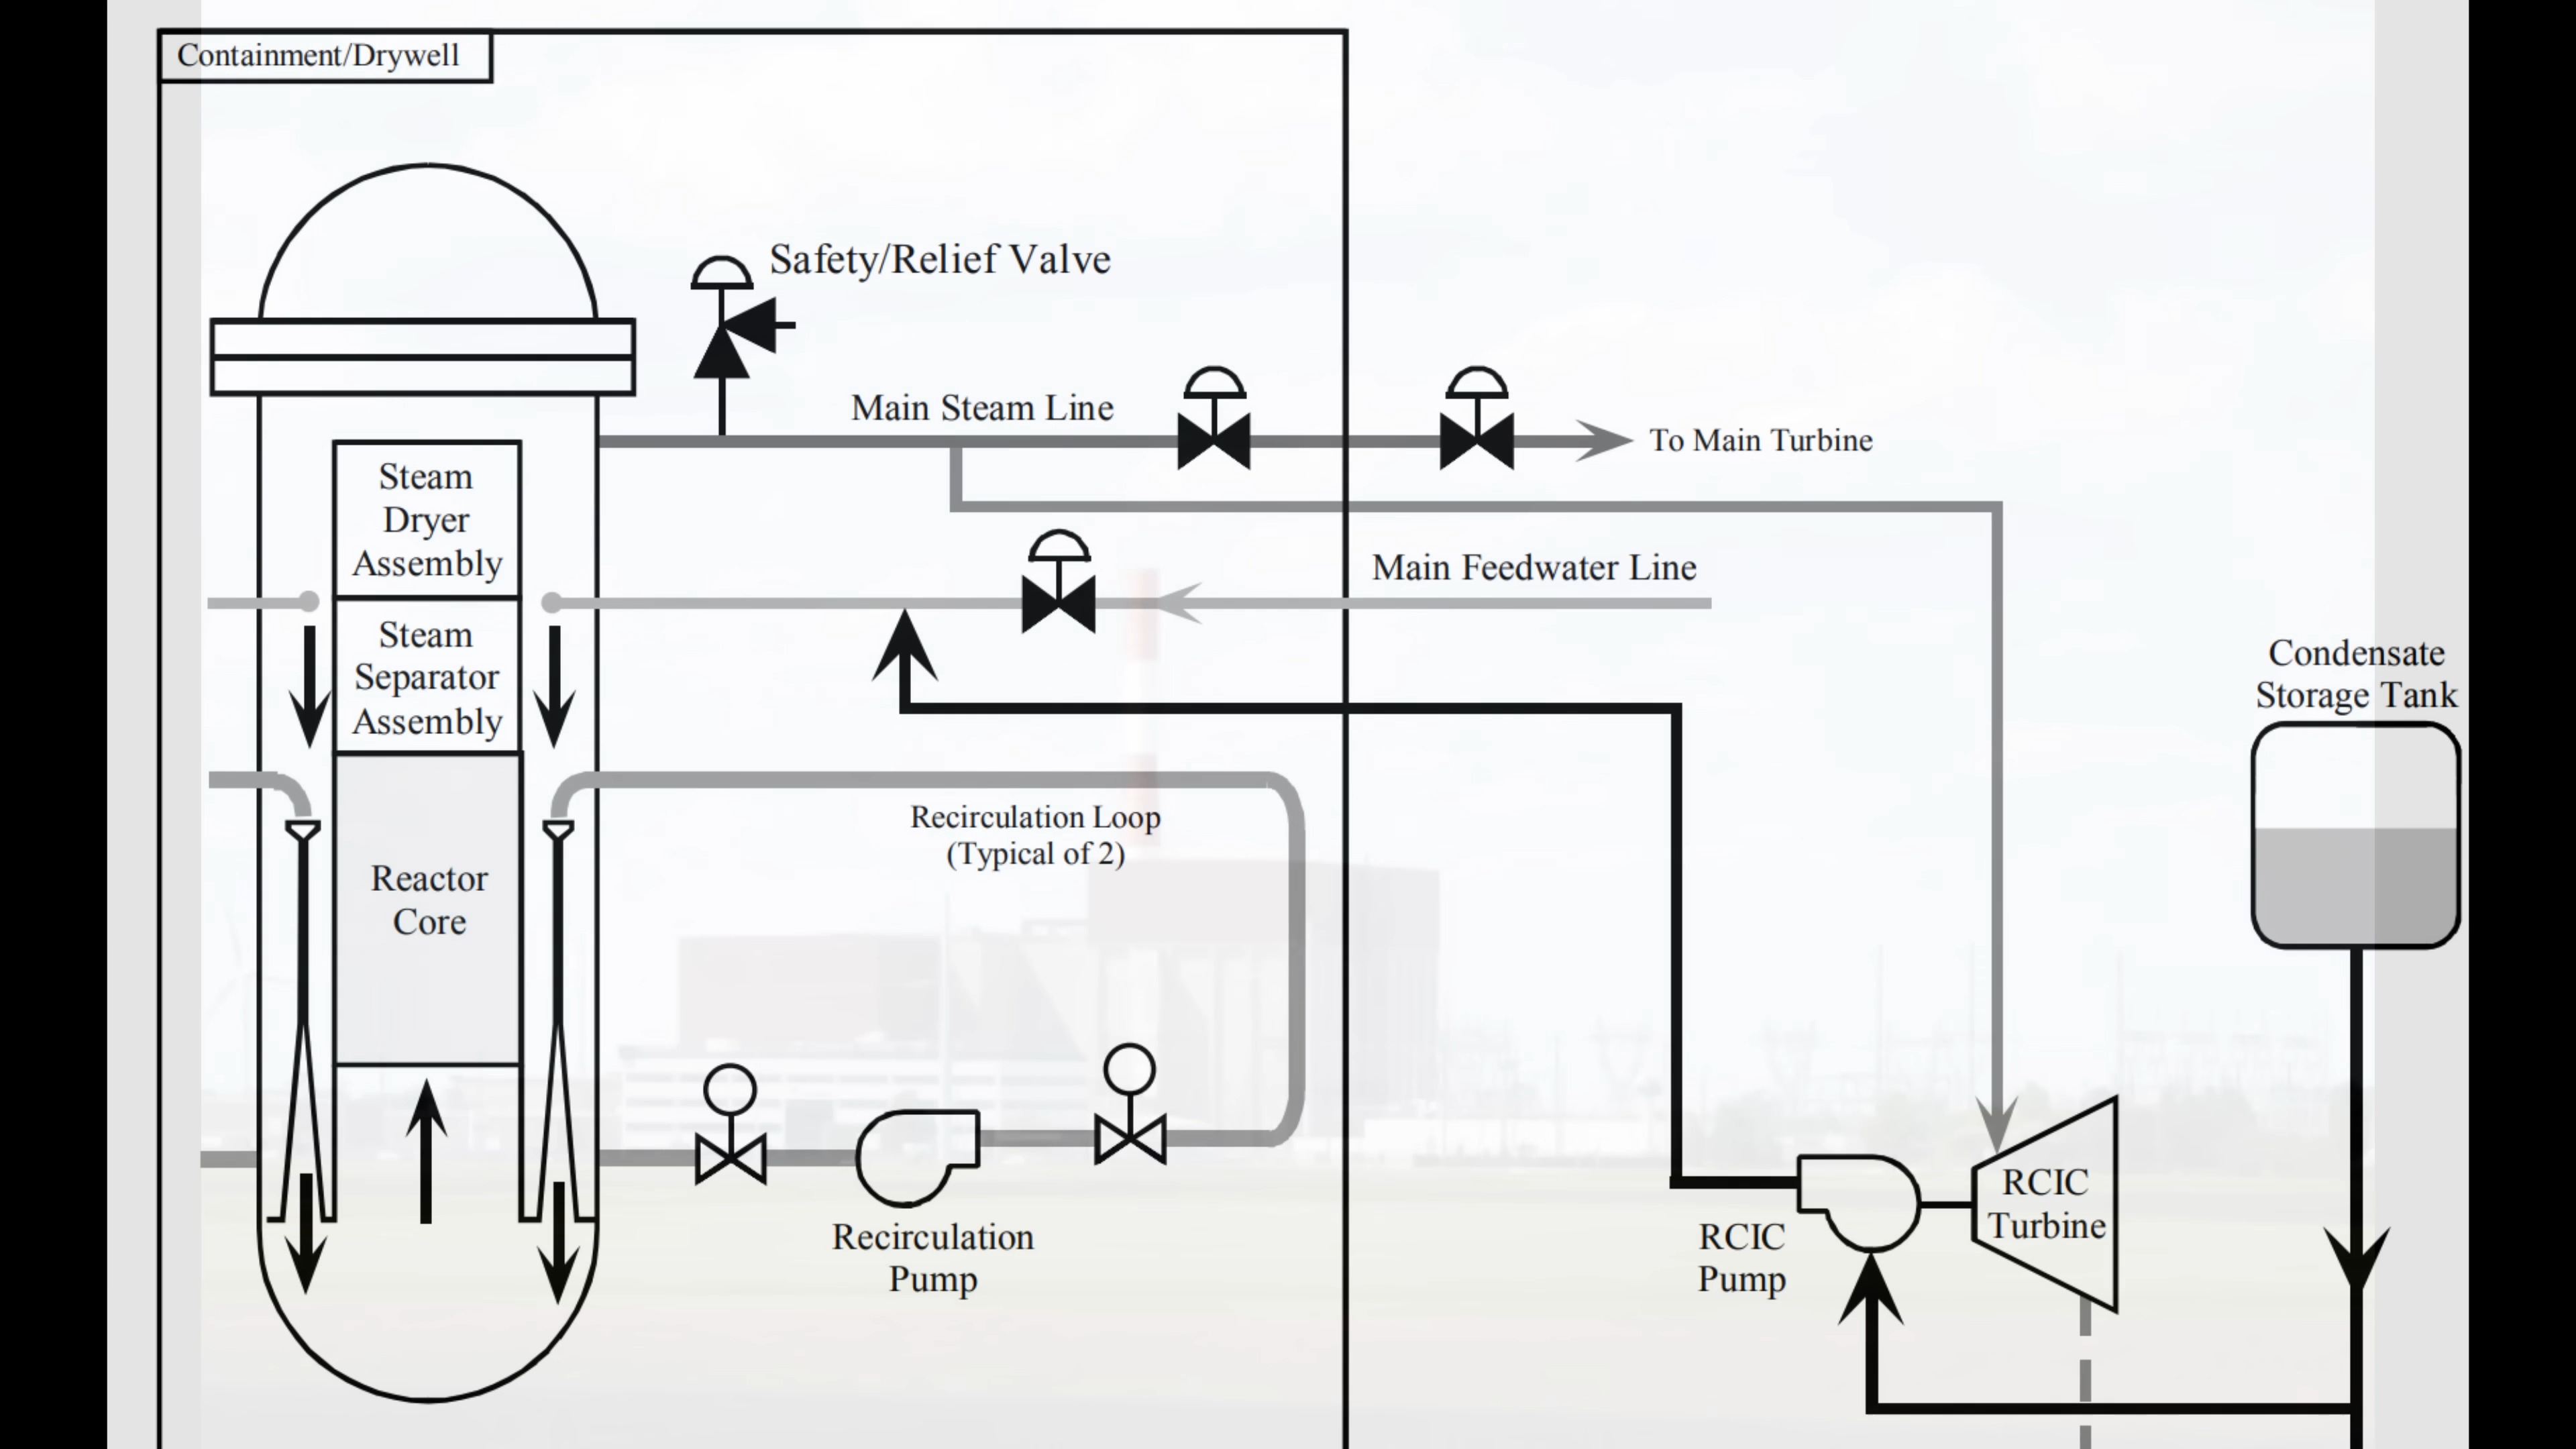 Containment/Drywell
Safety/Relief Valve
Main Steam Line
To Main Turbine
Steam
Dryer
Assembly
Main Feedwater Line
Steam
Separator
Assembly
Condensate
Storage Tank
Recirculation Loop
(Typical of 2)
Reactor
Core
RCIC
Turbine
Recirculation
Pump
RCIC
Pump